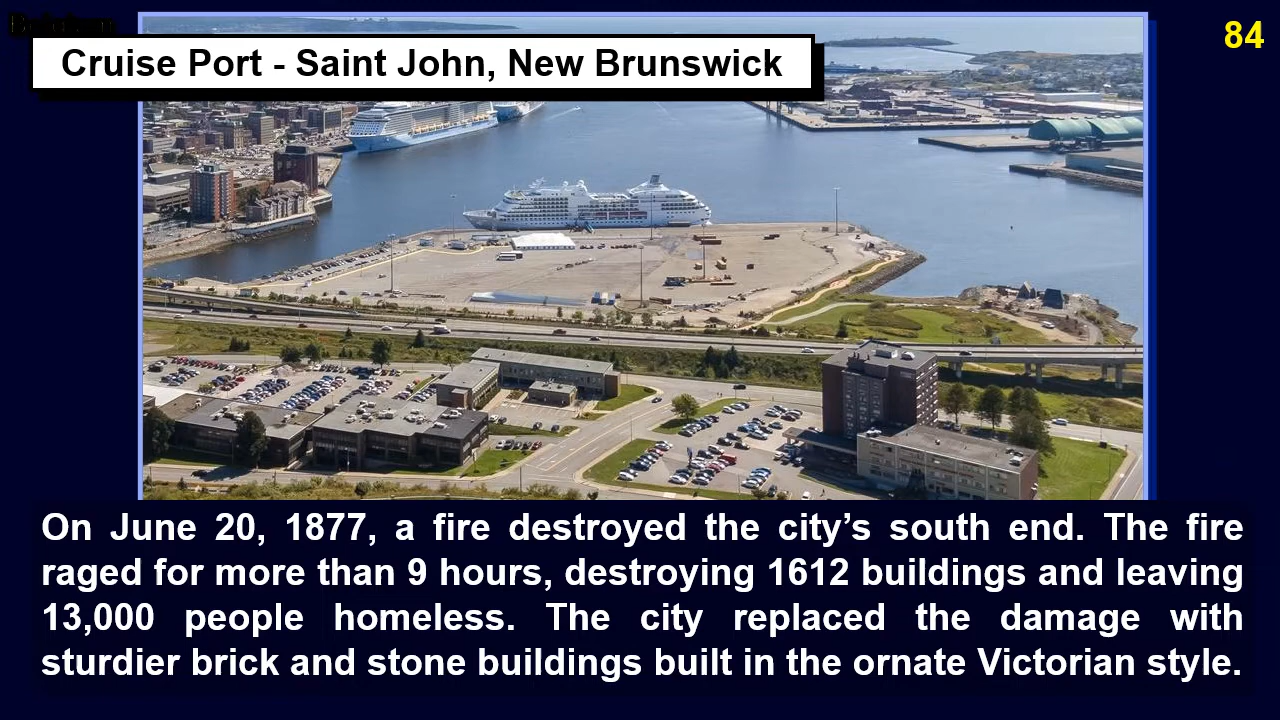 Cruise Port - Saint John, New Brunswick
84
On June 20, 1877, a fire destroyed the city’s south end. The fire
raged for more than 9 hours, destroying 1612 buildings and leaving
13,000 people homeless. The city replaced the damage with
sturdier brick and stone buildings built in the ornate Victorian style.